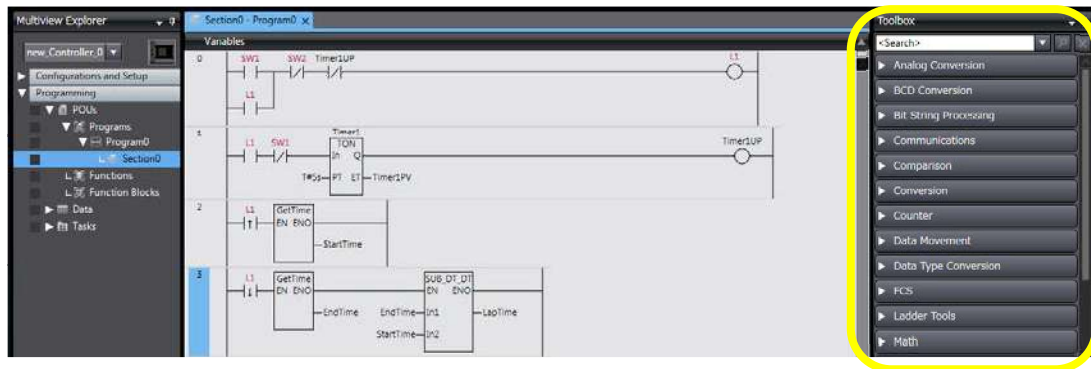 Multiview Explorer
new_Controller_0
Configurations and Setup
Programming
POUs
Programs
Program0
Section0
Functions
Function Blocks
Data
Tasks
Section0 - Program0 x
Variables
0
SW1 SW2 Timer1UP L1
L1
1
Timer1
L1 SW1 TON Timer1UP
In Q
T#5s PT ET Timer1PV
2
L1 GetTime
EN ENO
StartTime
3
L1 GetTime SUB_DT_DT
EN ENO EN ENO
EndTime EndTime In1 LapTime
StartTime In2
Toolbox
<Search>
Analog Conversion
BCD Conversion
Bit String Processing
Communications
Comparison
Conversion
Counter
Data Movement
Data Type Conversion
FCS
Ladder Tools
Math